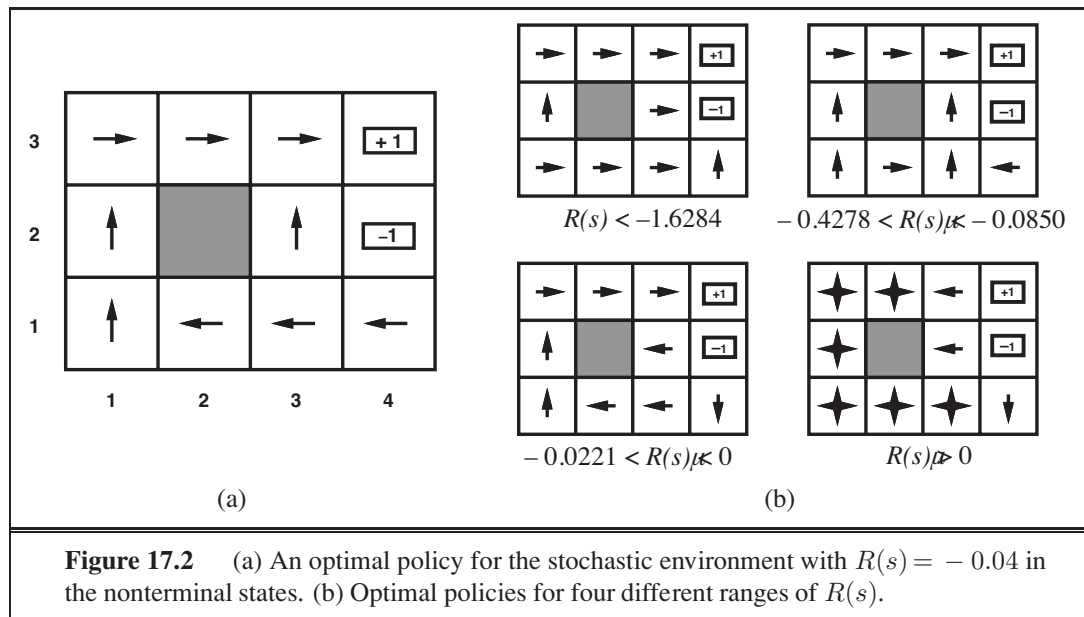 3
+ 1
2
–1
1
1 2 3 4
(a)
+1
–1
R(s) < –1.6284
+1
–1
– 0.4278 < R(s) < – 0.0850
+1
–1
– 0.0221 < R(s) < 0
+1
–1
R(s) > 0
(b)
Figure 17.2 (a) An optimal policy for the stochastic environment with R(s) = − 0.04 in
the nonterminal states. (b) Optimal policies for four different ranges of R(s).